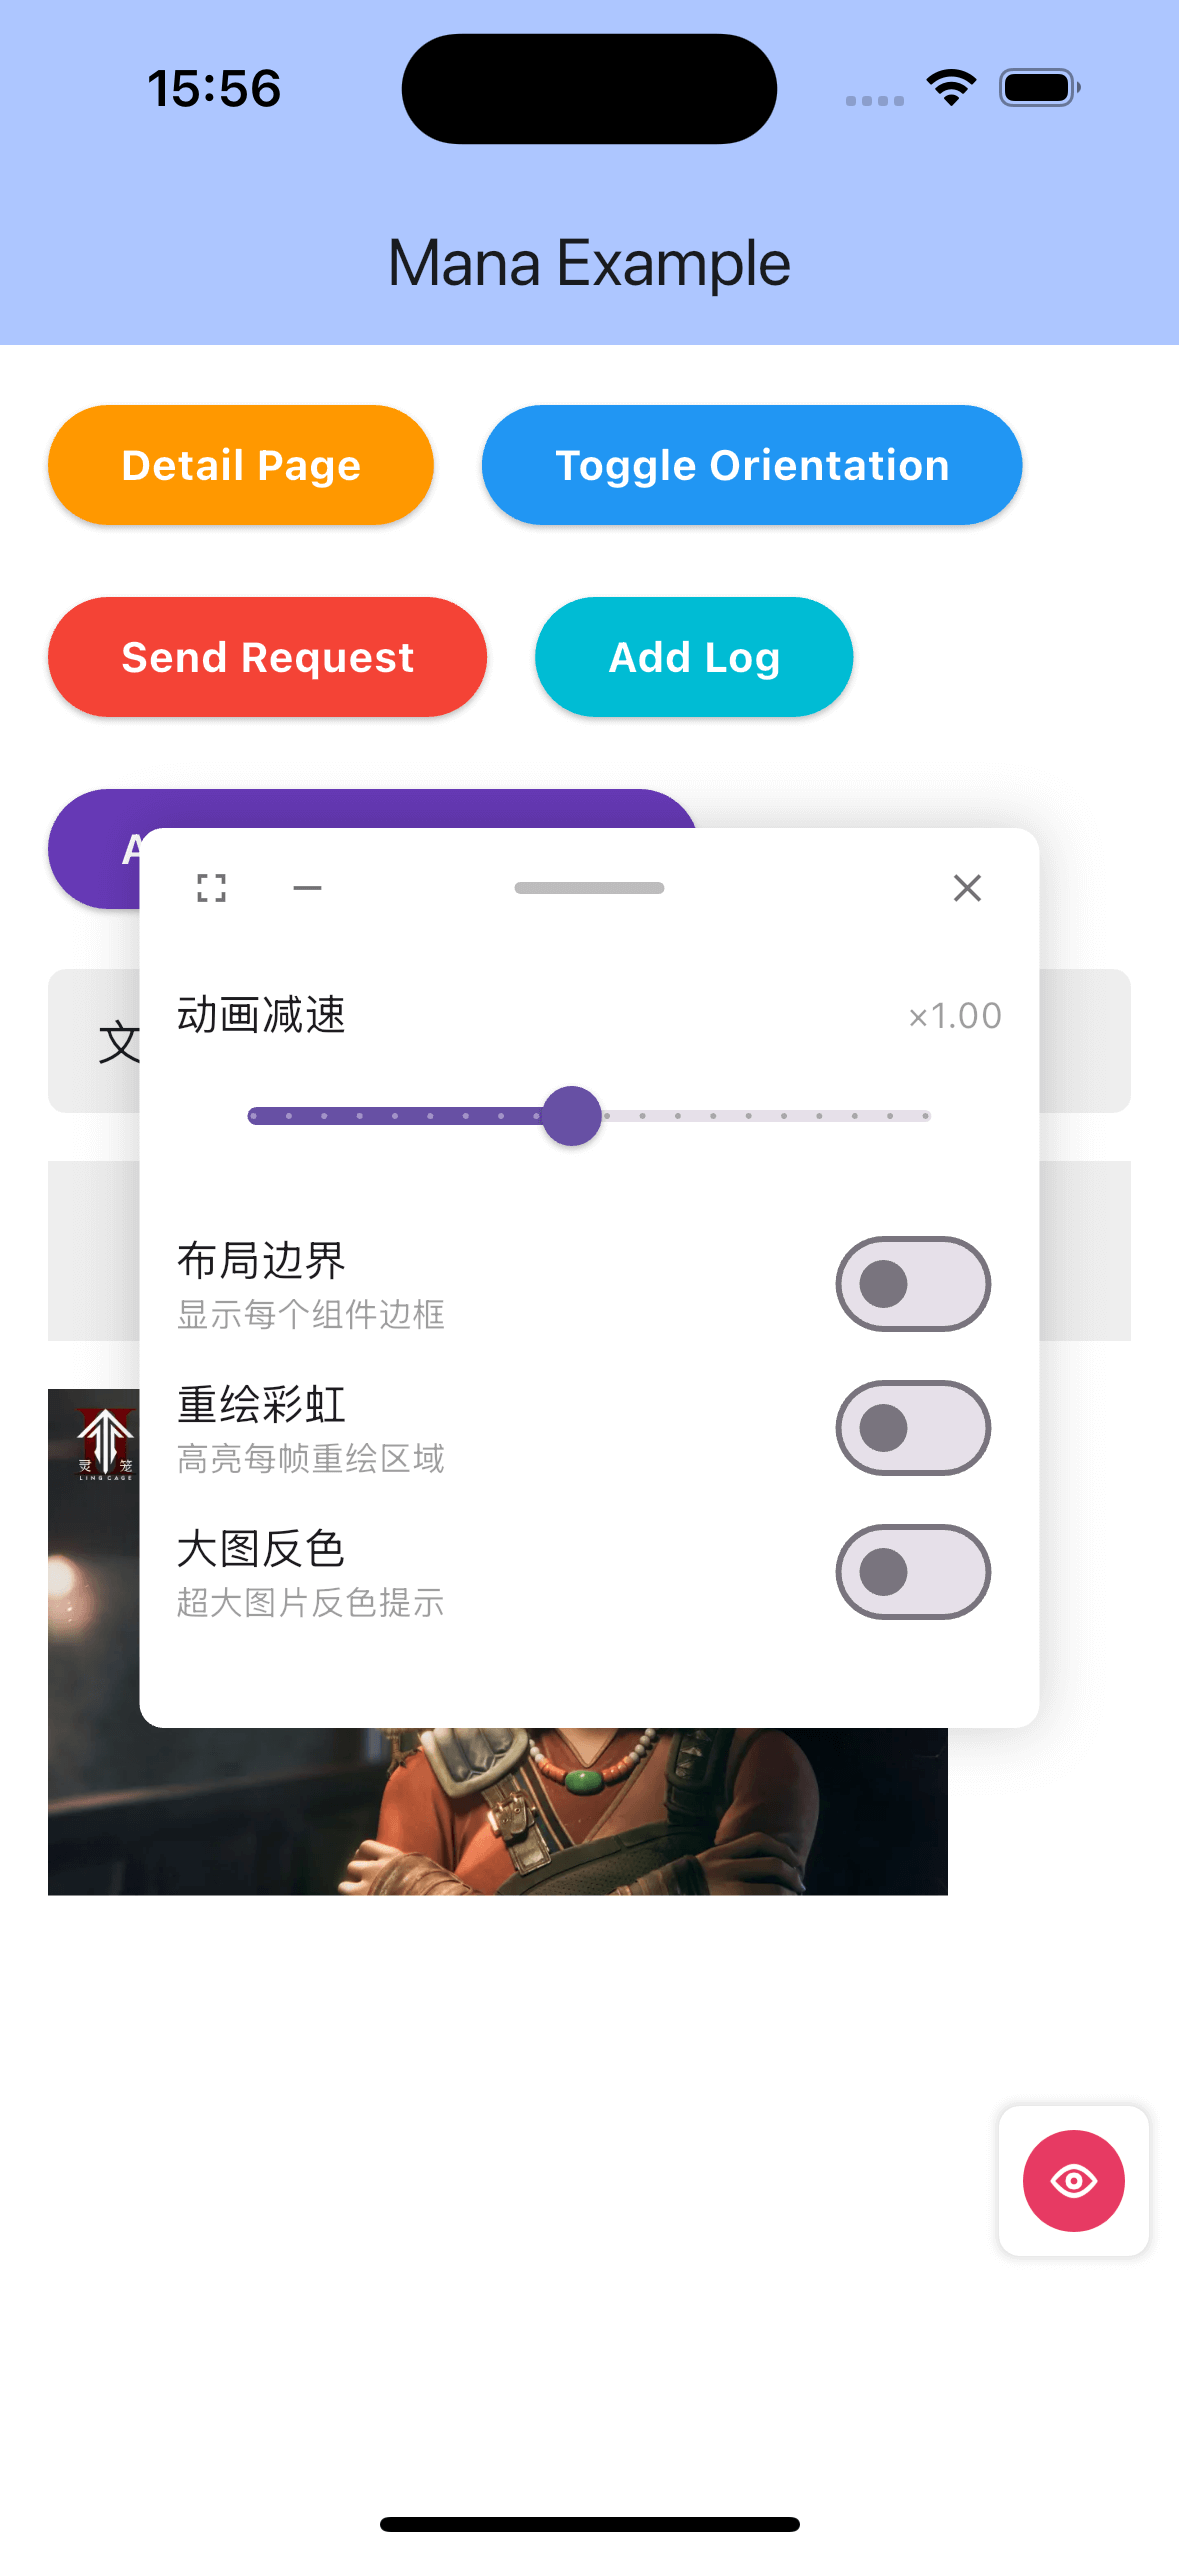 15:56
Mana Example
Detail Page
Toggle Orientation
Send Request
Add Log
A
文
动画减速
×1.00
布局边界
显示每个组件边框
重绘彩虹
高亮每帧重绘区域
大图反色
超大图片反色提示
灵笼
LING CAGE